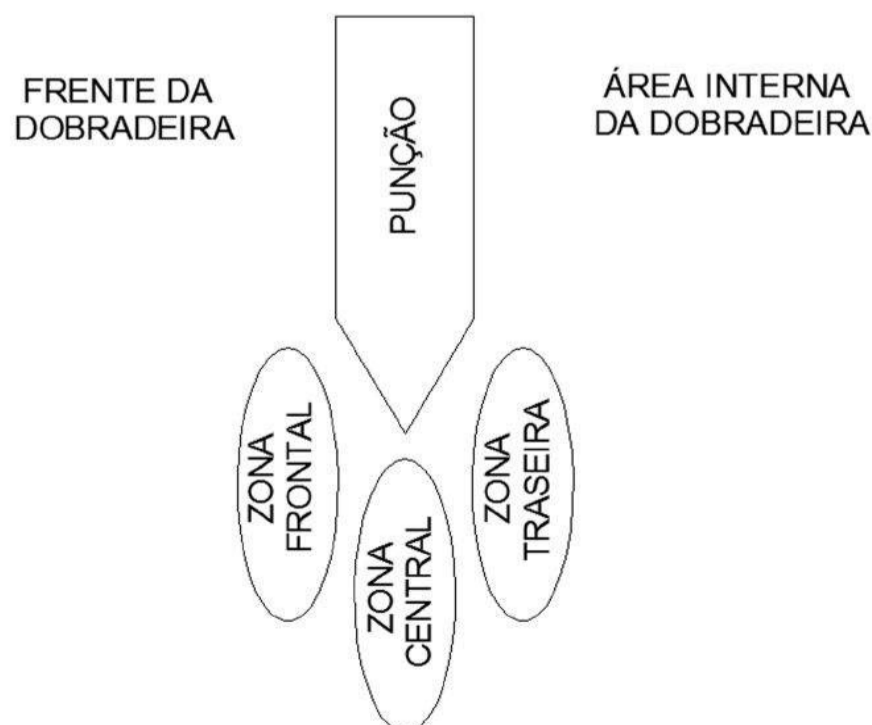 FRENTE DA
DOBRADEIRA
PUNÇÃO
ÁREA INTERNA
DA DOBRADEIRA
ZONA
FRONTAL
ZONA
CENTRAL
ZONA
TRASEIRA